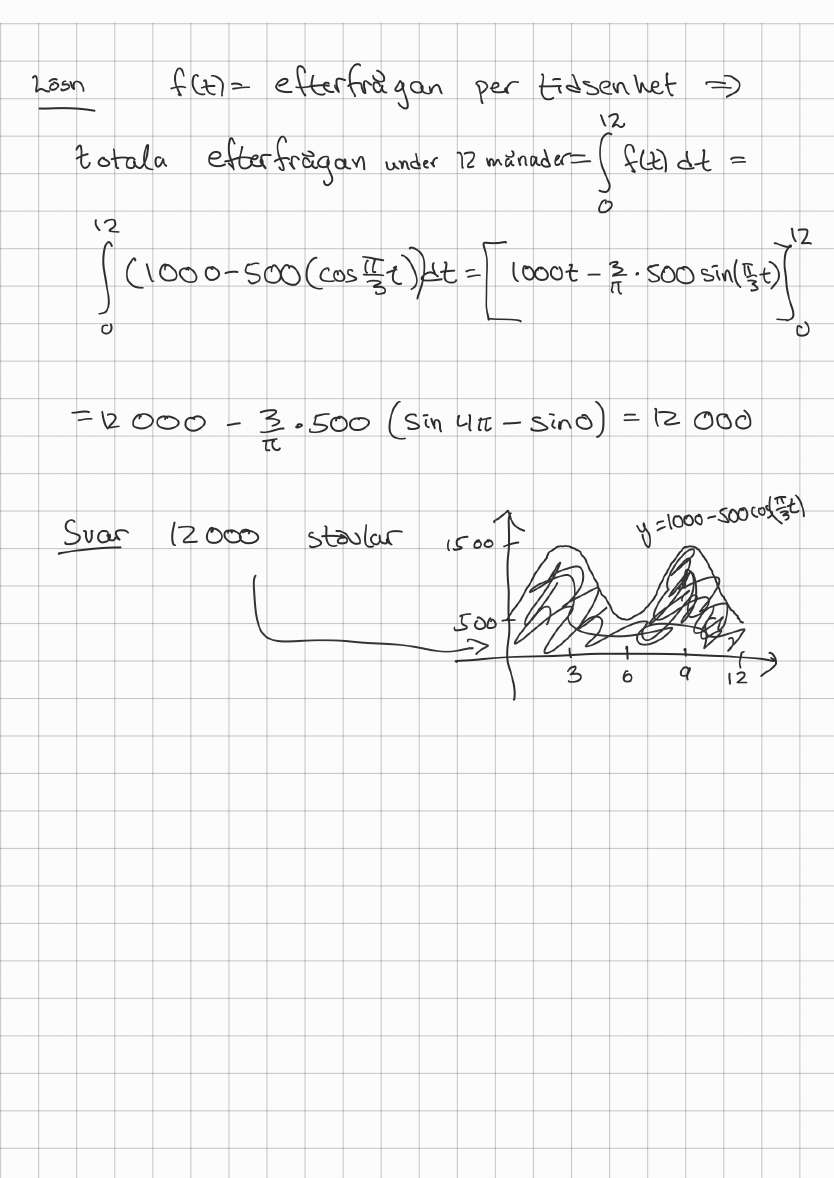 Lösn f(t) = efterfrågan per tidsenhet ⇒
totala efterfrågan under 12 månader = ∫₀¹² f(t) dt =
∫₀¹² (1000 - 500(cos π/3 t))dt = [1000t - 3/π · 500 sin(π/3 t)]₀¹²
= 12 000 - 3/π · 500 (sin 4π - sin 0) = 12 000
Svar 12 000 stövlar
y = 1000 - 500 cos(π/3 t)
1500
500
3 6 9 12